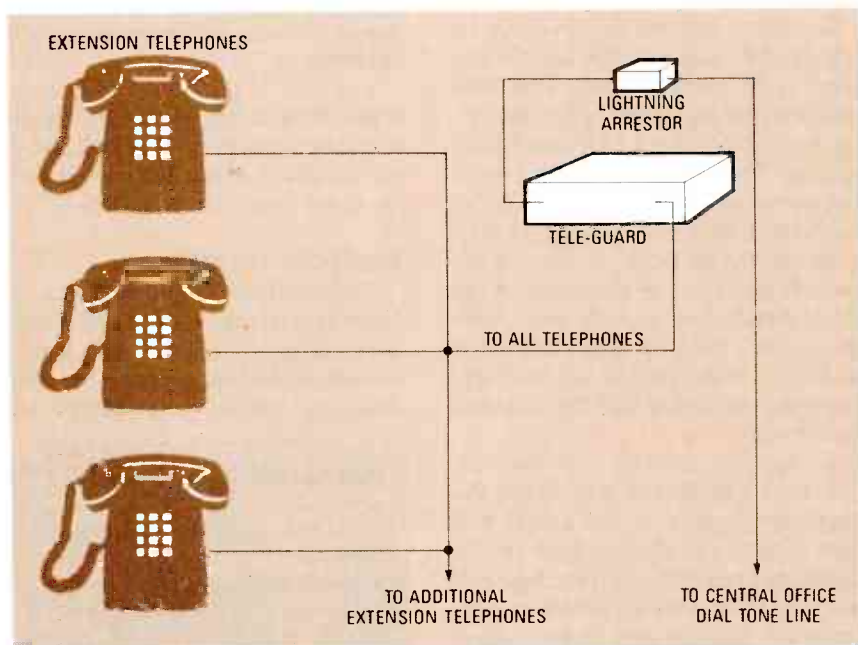 EXTENSION TELEPHONES
LIGHTNING
ARRESTOR
TELE-GUARD
TO ALL TELEPHONES
TO ADDITIONAL
EXTENSION TELEPHONES
TO CENTRAL OFFICE
DIAL TONE LINE